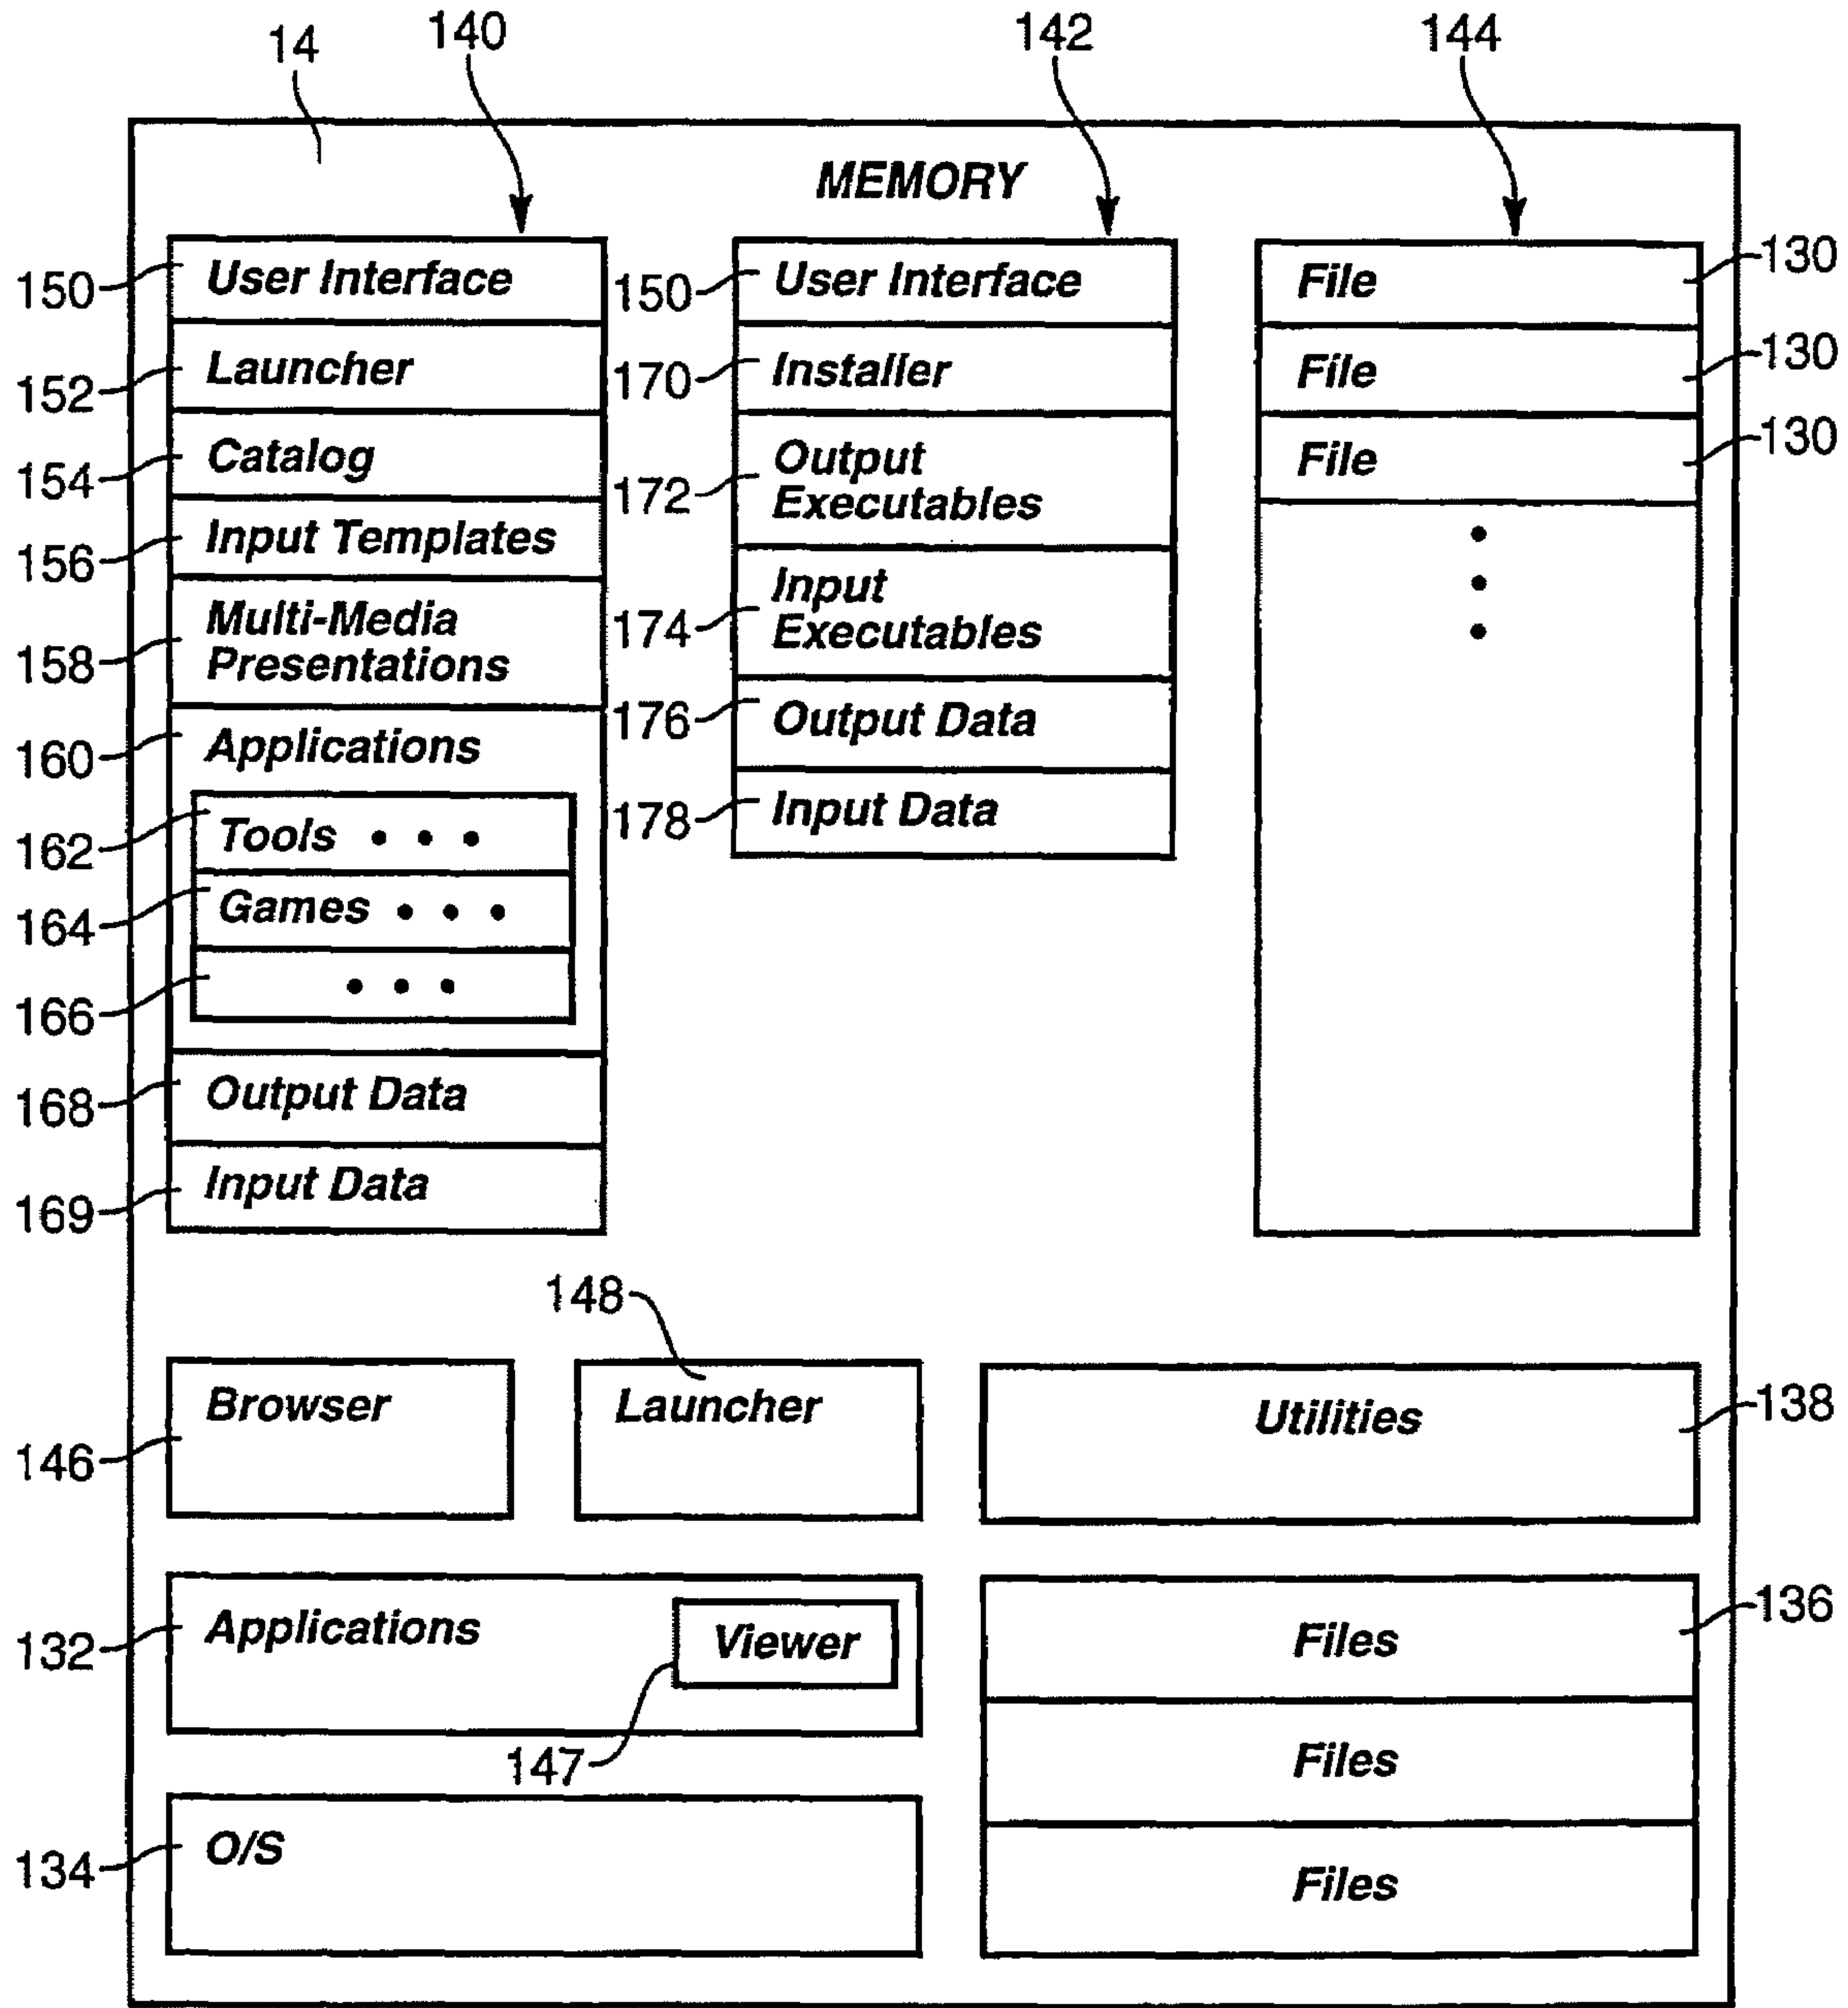 14 140 142 144
MEMORY
150 User Interface
152 Launcher
154 Catalog
156 Input Templates
158 Multi-Media
Presentations
160 Applications
162 Tools • • •
164 Games • • •
166 • • •
168 Output Data
169 Input Data
150 User Interface
170 Installer
172 Output
Executables
174 Input
Executables
176 Output Data
178 Input Data
File 130
File 130
File 130
•
•
•
146 Browser
148 Launcher
Utilities 138
132 Applications
147 Viewer
134 O/S
Files 136
Files
Files